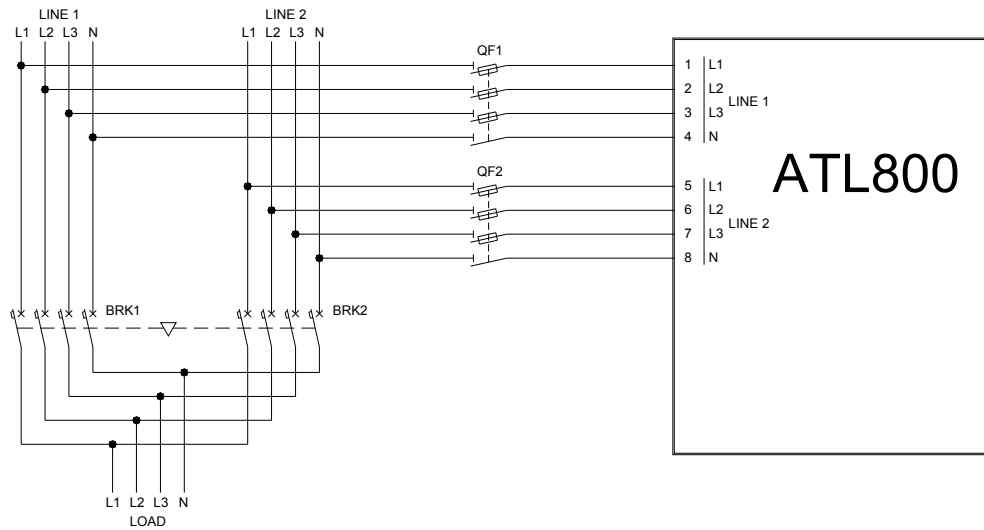 LINE 1
LINE 2
L1 L2 L3 N
L1 L2 L3 N
QF1
1 L1
2 L2
LINE 1
3 L3
4 N
ATL800
QF2
5 L1
6 L2
LINE 2
7 L3
8 N
BRK1
BRK2
L1 L2 L3 N
LOAD